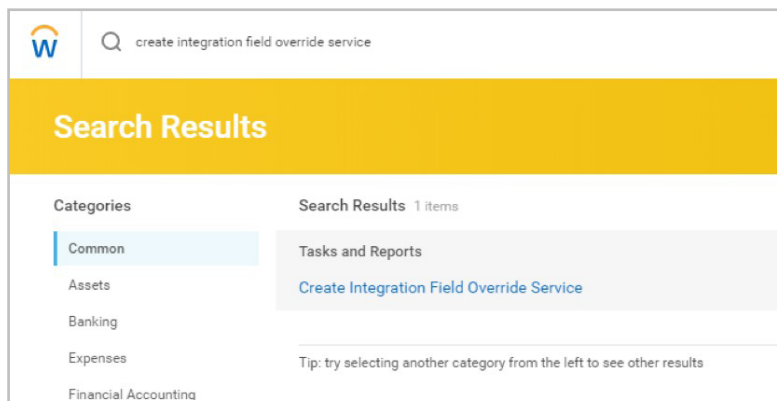 W
create integration field override service
Search Results
Categories
Search Results 1 items
Common
Tasks and Reports
Assets
Create Integration Field Override Service
Banking
Expenses
Tip: try selecting another category from the left to see other results
Financial Accounting